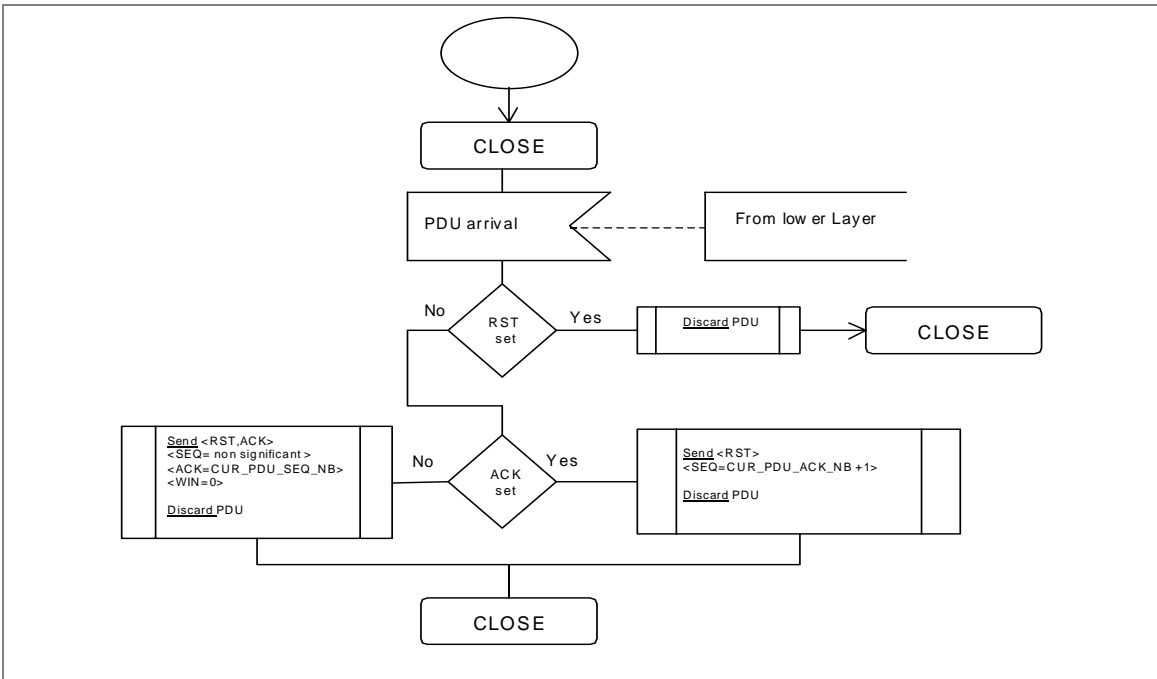 CLOSE
PDU arrival
From lower Layer
No
Yes
RST
set
Discard PDU
CLOSE
Send <RST,ACK>
<SEQ= non significant>
<ACK=CUR_PDU_SEQ_NB>
<WIN=0>
Discard PDU
No
Yes
ACK
set
Send <RST>
<SEQ=CUR_PDU_ACK_NB+1>
Discard PDU
CLOSE